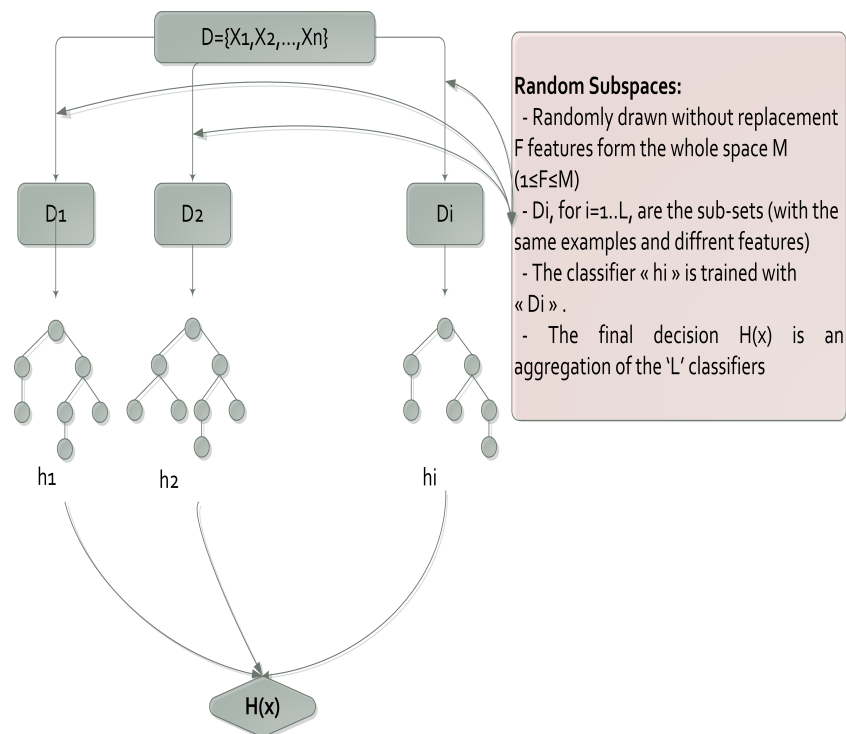 D={X1,X2,...,Xn}
Random Subspaces:
- Randomly drawn without replacement
F features form the whole space M
(1≤F≤M)
- Di, for i=1..L, are the sub-sets (with the
same examples and diffrent features)
- The classifier « hi » is trained with
« Di » .
- The final decision H(x) is an
aggregation of the ‘L’ classifiers
D1
D2
Di
h1
h2
hi
H(x)